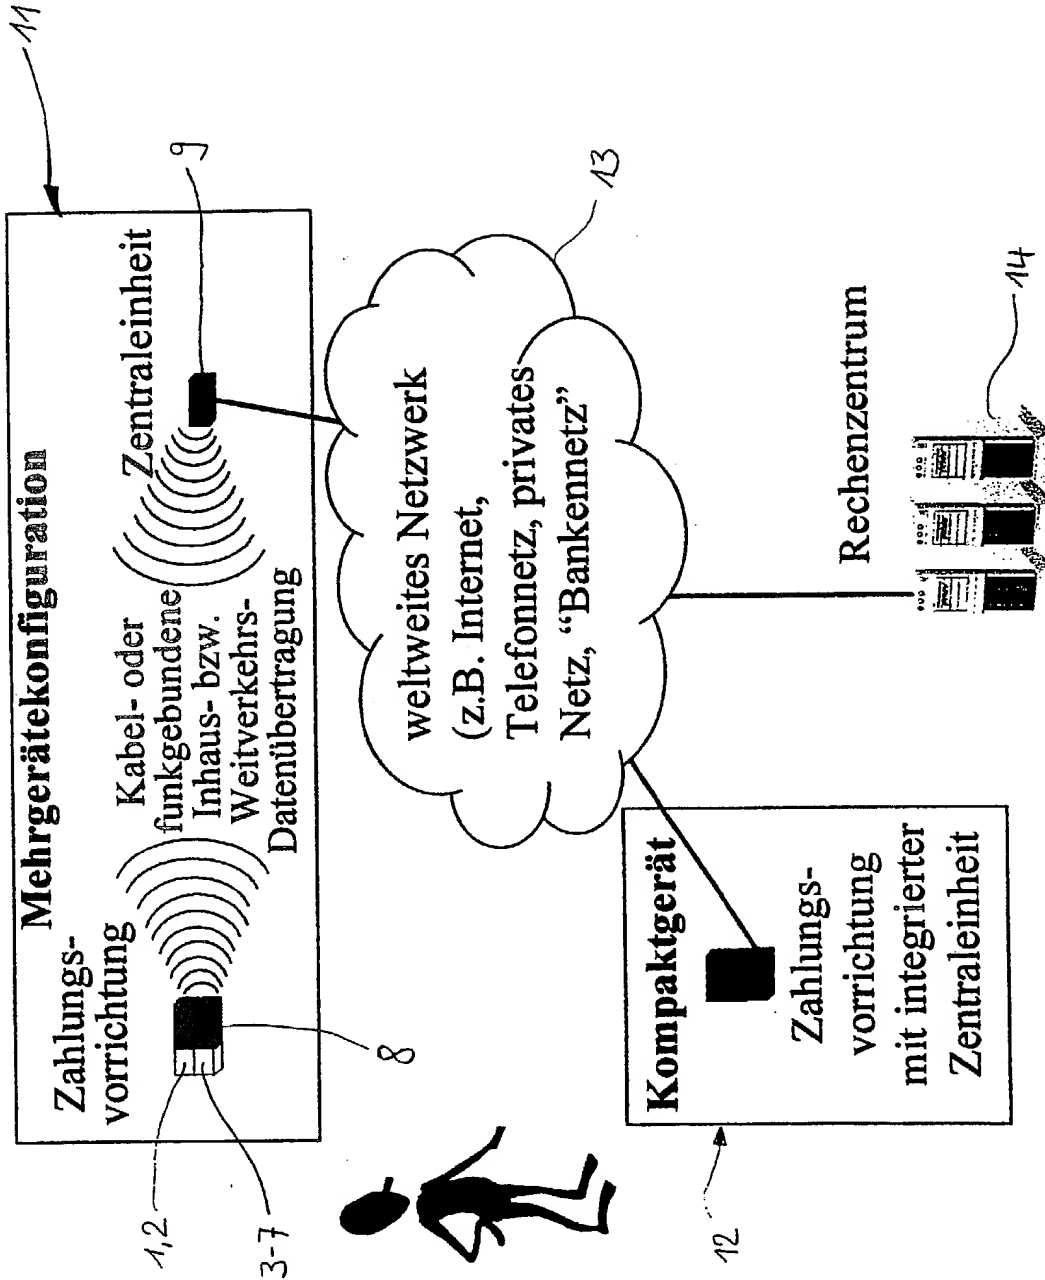 Mehrgerätekonfiguration
11
Zahlungs-
vorrichtung
Zentraleinheit
9
Kabel- oder
funkgebundene
Inhaus- bzw.
Weitverkehrs-
Datenübertragung
1,2
3-7
8
weltweites Netzwerk
(z.B. Internet,
Telefonnetz, privates
Netz, “Bankennetz”
13
Kompaktgerät
Zahlungs-
vorrichtung
mit integrierter
Zentraleinheit
12
Rechenzentrum
14